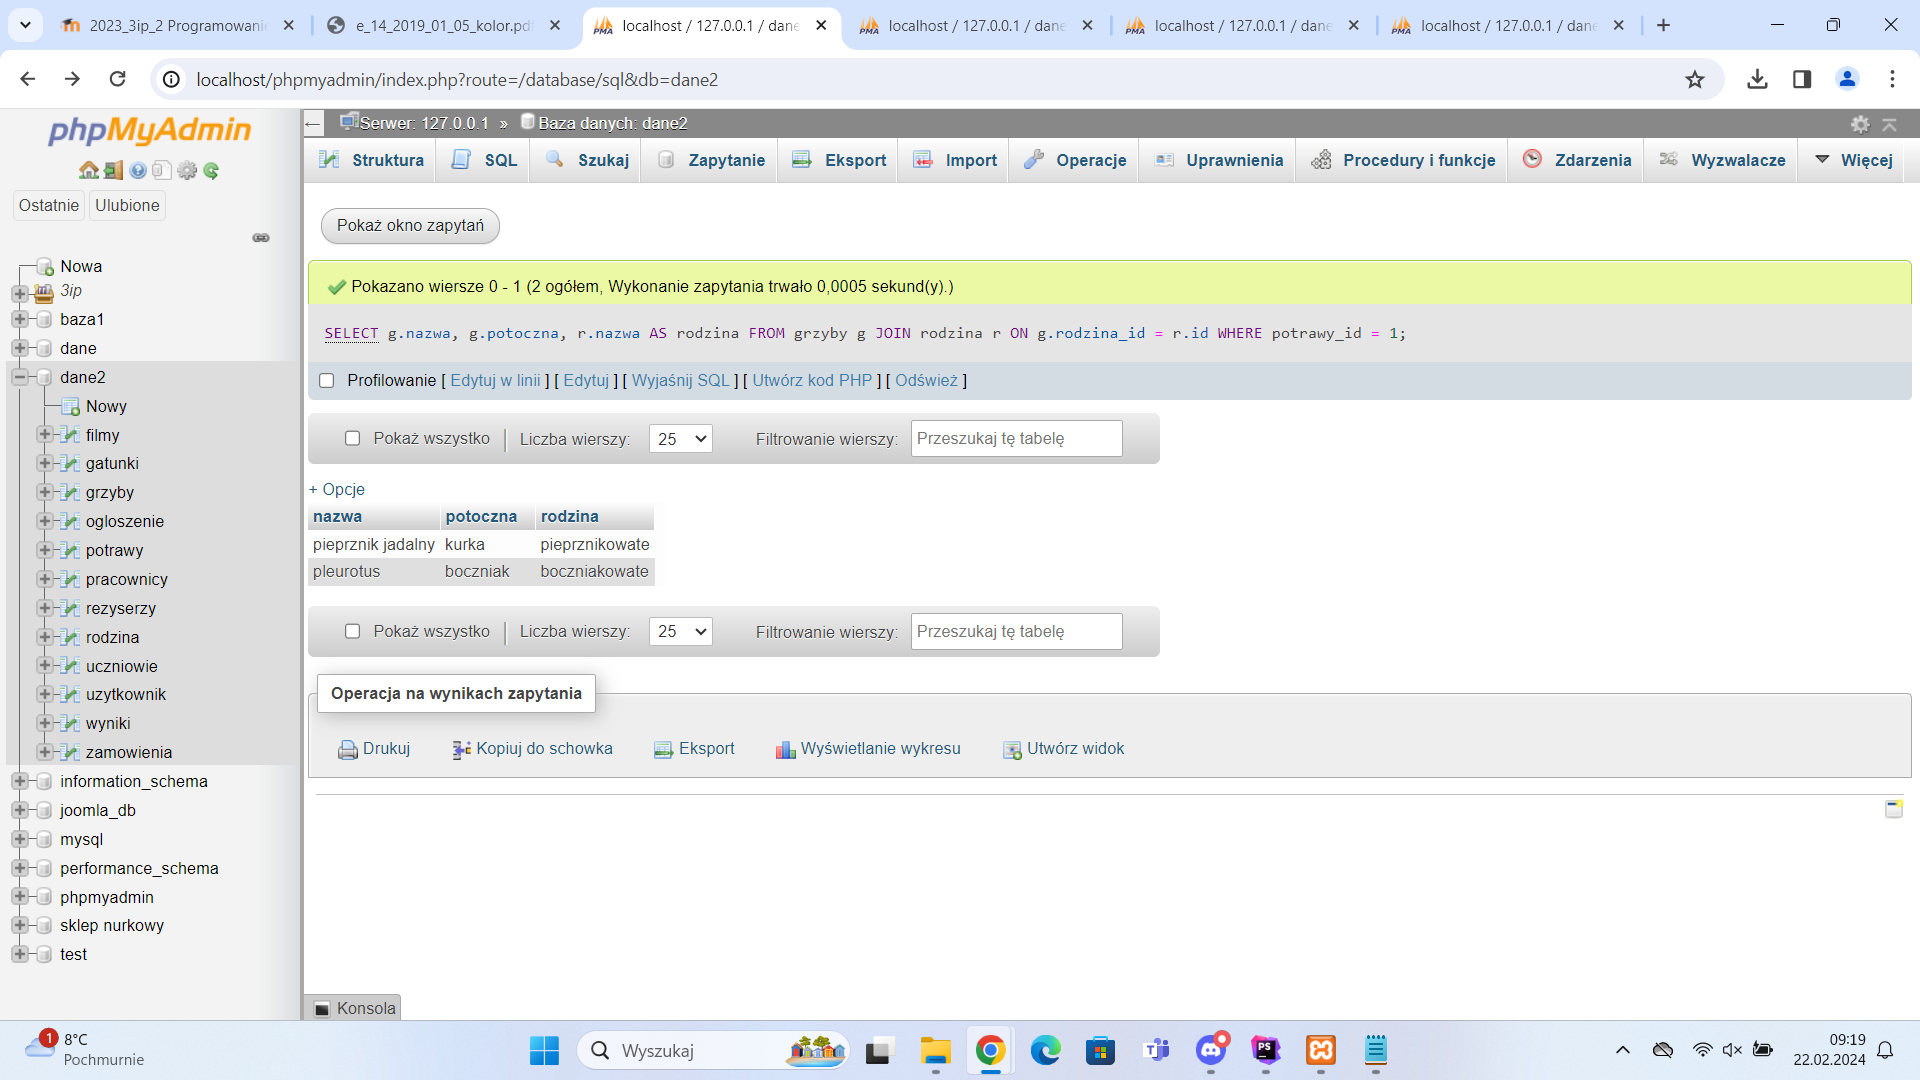 2023_3ip_2 Programowani
e_14_2019_01_05_kolor.pdf
localhost / 127.0.0.1 / dane
localhost / 127.0.0.1 / dane
localhost / 127.0.0.1 / dane
localhost / 127.0.0.1 / dane
localhost/phpmyadmin/index.php?route=/database/sql&db=dane2
phpMyAdmin
Ostatnie Ulubione
Nowa
3ip
baza1
dane
dane2
Nowy
filmy
gatunki
grzyby
ogloszenie
potrawy
pracownicy
rezyserzy
rodzina
uczniowie
uzytkownik
wyniki
zamowienia
information_schema
joomla_db
mysql
performance_schema
phpmyadmin
sklep nurkowy
test
Serwer: 127.0.0.1 » Baza danych: dane2
Struktura SQL Szukaj Zapytanie Eksport Import Operacje Uprawnienia Procedury i funkcje Zdarzenia Wyzwalacze Więcej
Pokaż okno zapytań
Pokazano wiersze 0 - 1 (2 ogółem, Wykonanie zapytania trwało 0,0005 sekund(y).)
SELECT g.nazwa, g.potoczna, r.nazwa AS rodzina FROM grzyby g JOIN rodzina r ON g.rodzina_id = r.id WHERE potrawy_id = 1;
Profilowanie [ Edytuj w linii ] [ Edytuj ] [ Wyjaśnij SQL ] [ Utwórz kod PHP ] [ Odśwież ]
Pokaż wszystko Liczba wierszy: 25 Filtrowanie wierszy: Przeszukaj tę tabelę
+ Opcje
nazwa potoczna rodzina
pieprznik jadalny kurka pieprznikowate
pleurotus boczniak boczniakowate
Pokaż wszystko Liczba wierszy: 25 Filtrowanie wierszy: Przeszukaj tę tabelę
Operacja na wynikach zapytania
Drukuj Kopiuj do schowka Eksport Wyświetlanie wykresu Utwórz widok
Konsola
1
8°C
Pochmurnie
Wyszukaj
PS
09:19
22.02.2024